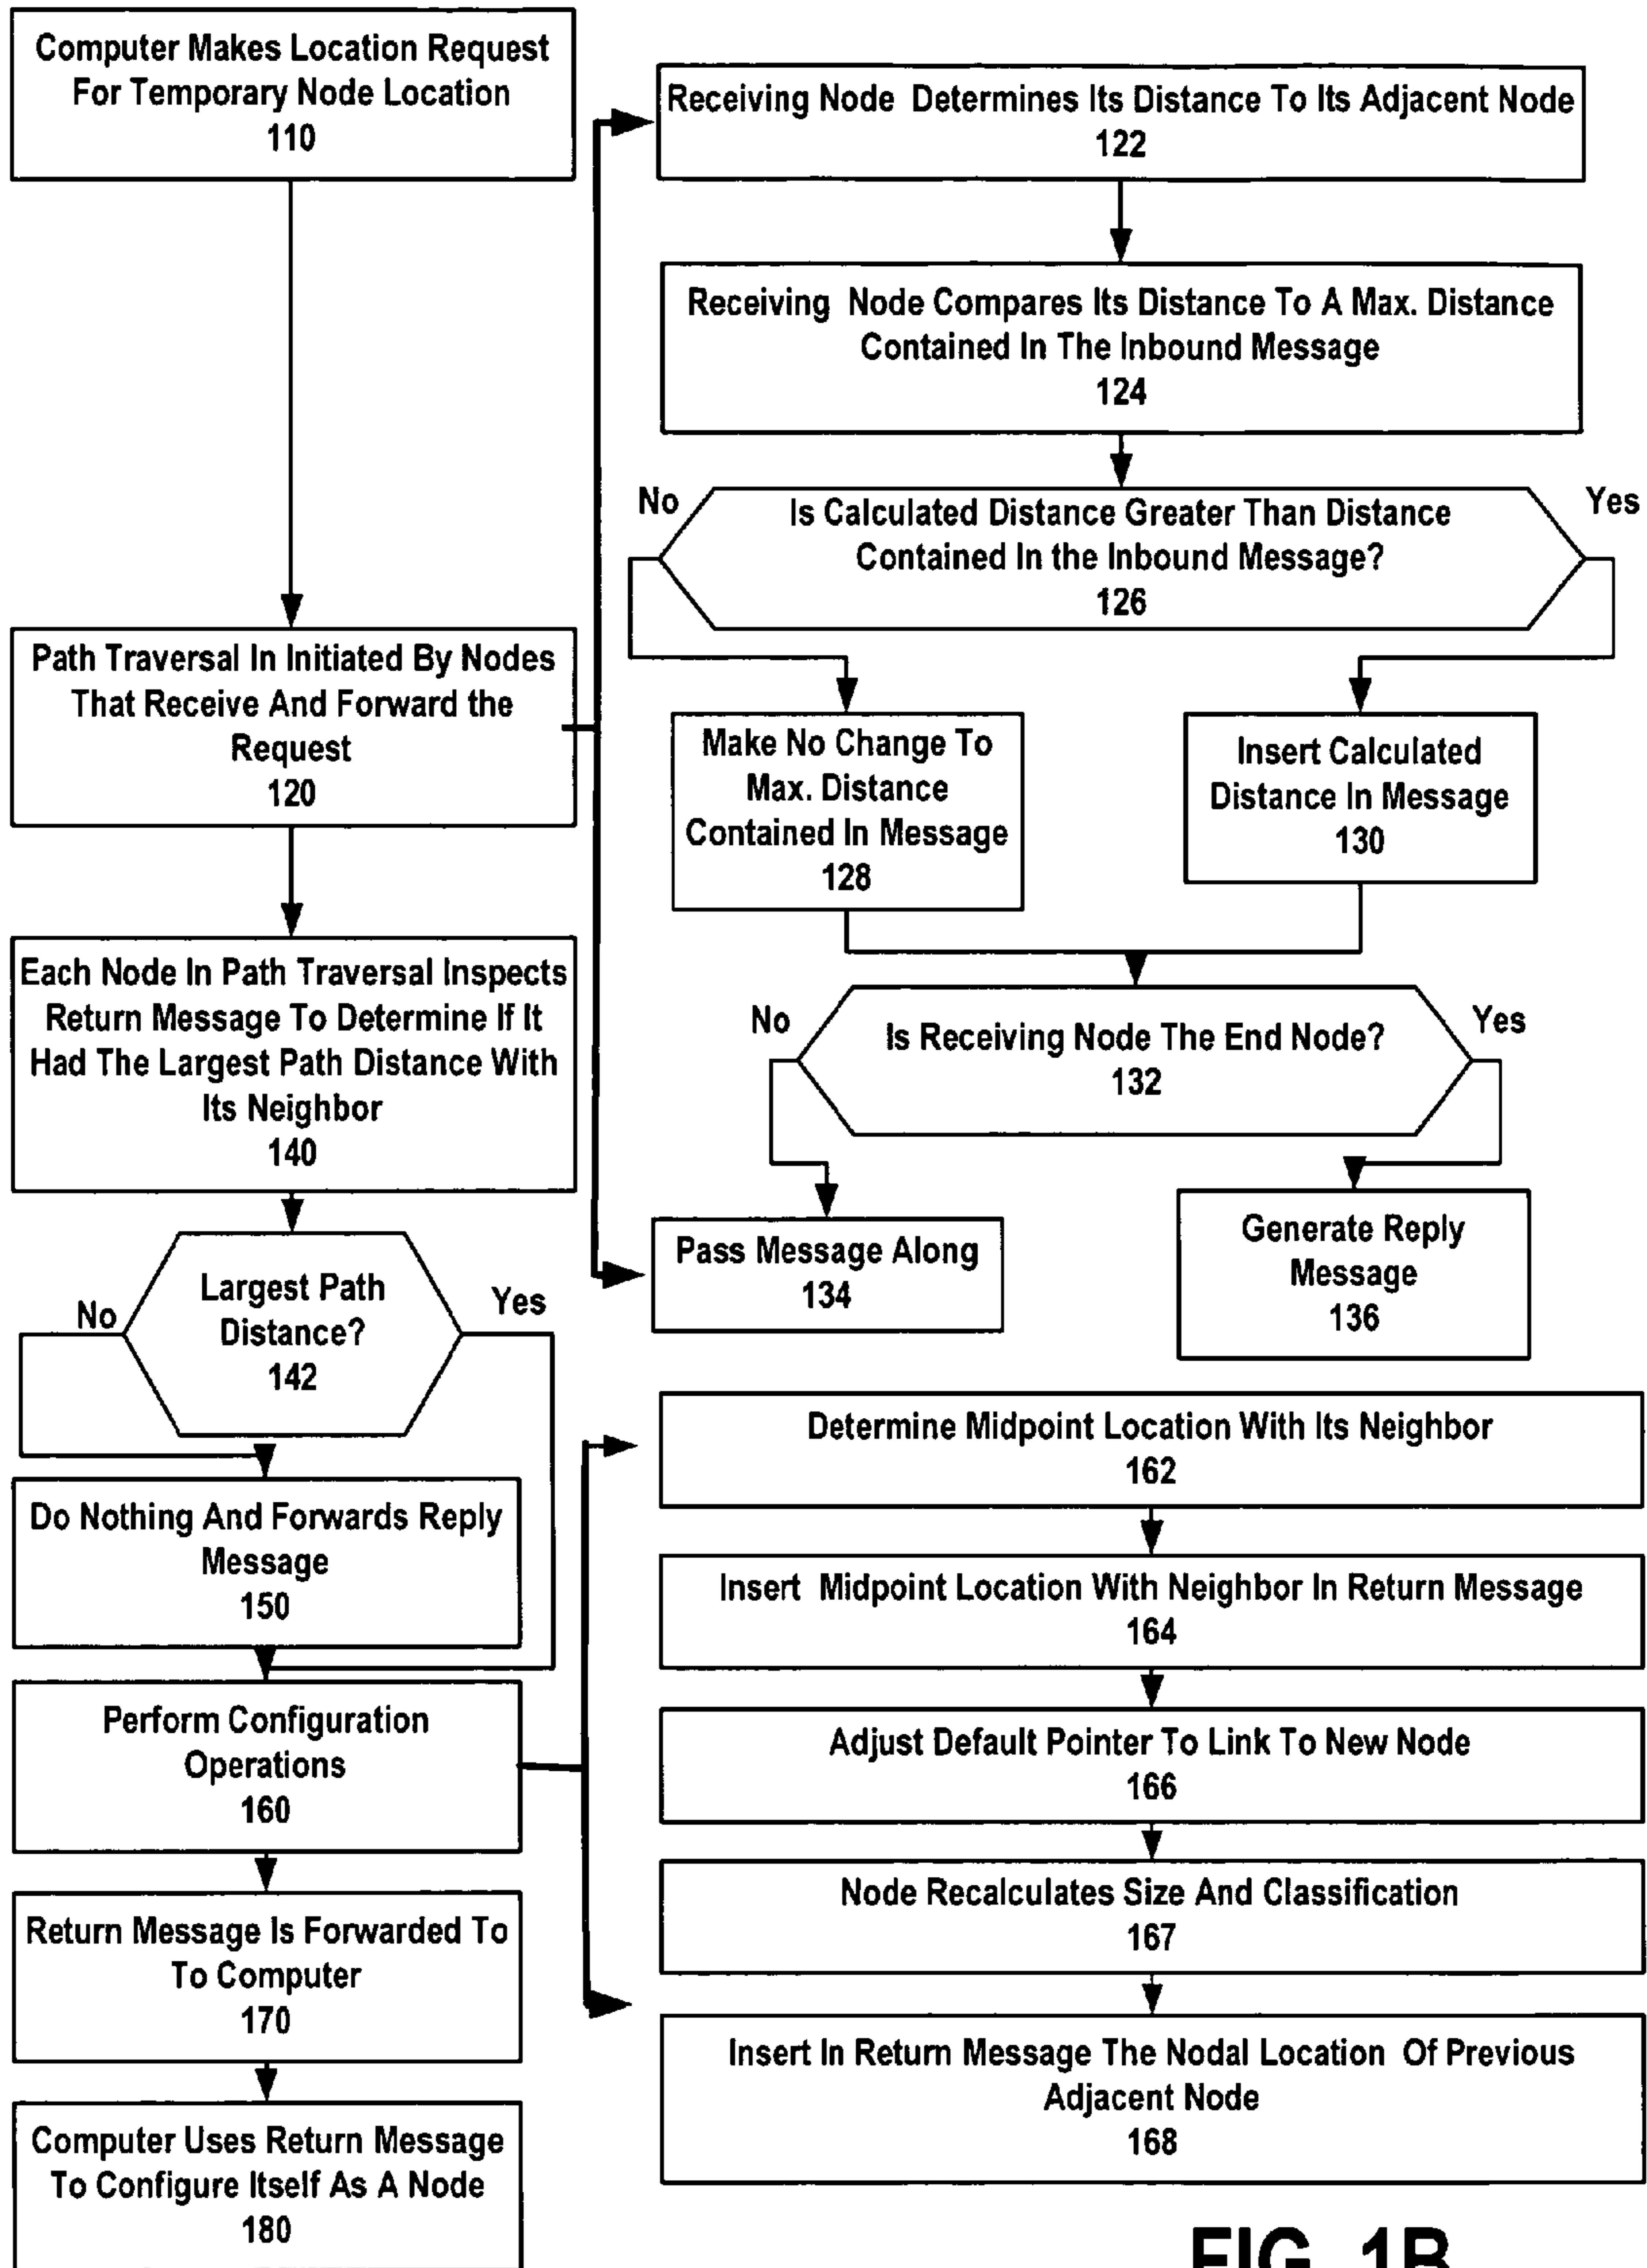 Computer Makes Location Request
For Temporary Node Location
110
Path Traversal In Initiated By Nodes
That Receive And Forward the
Request
120
Each Node In Path Traversal Inspects
Return Message To Determine If It
Had The Largest Path Distance With
Its Neighbor
140
Largest Path
Distance?
142
No
Yes
Do Nothing And Forwards Reply
Message
150
Perform Configuration
Operations
160
Return Message Is Forwarded To
To Computer
170
Computer Uses Return Message
To Configure Itself As A Node
180
Receiving Node Determines Its Distance To Its Adjacent Node
122
Receiving Node Compares Its Distance To A Max. Distance
Contained In The Inbound Message
124
No
Is Calculated Distance Greater Than Distance
Contained In the Inbound Message?
126
Yes
Make No Change To
Max. Distance
Contained In Message
128
Insert Calculated
Distance In Message
130
No
Is Receiving Node The End Node?
132
Yes
Pass Message Along
134
Generate Reply
Message
136
Determine Midpoint Location With Its Neighbor
162
Insert Midpoint Location With Neighbor In Return Message
164
Adjust Default Pointer To Link To New Node
166
Node Recalculates Size And Classification
167
Insert In Return Message The Nodal Location Of Previous
Adjacent Node
168
FIG. 1B